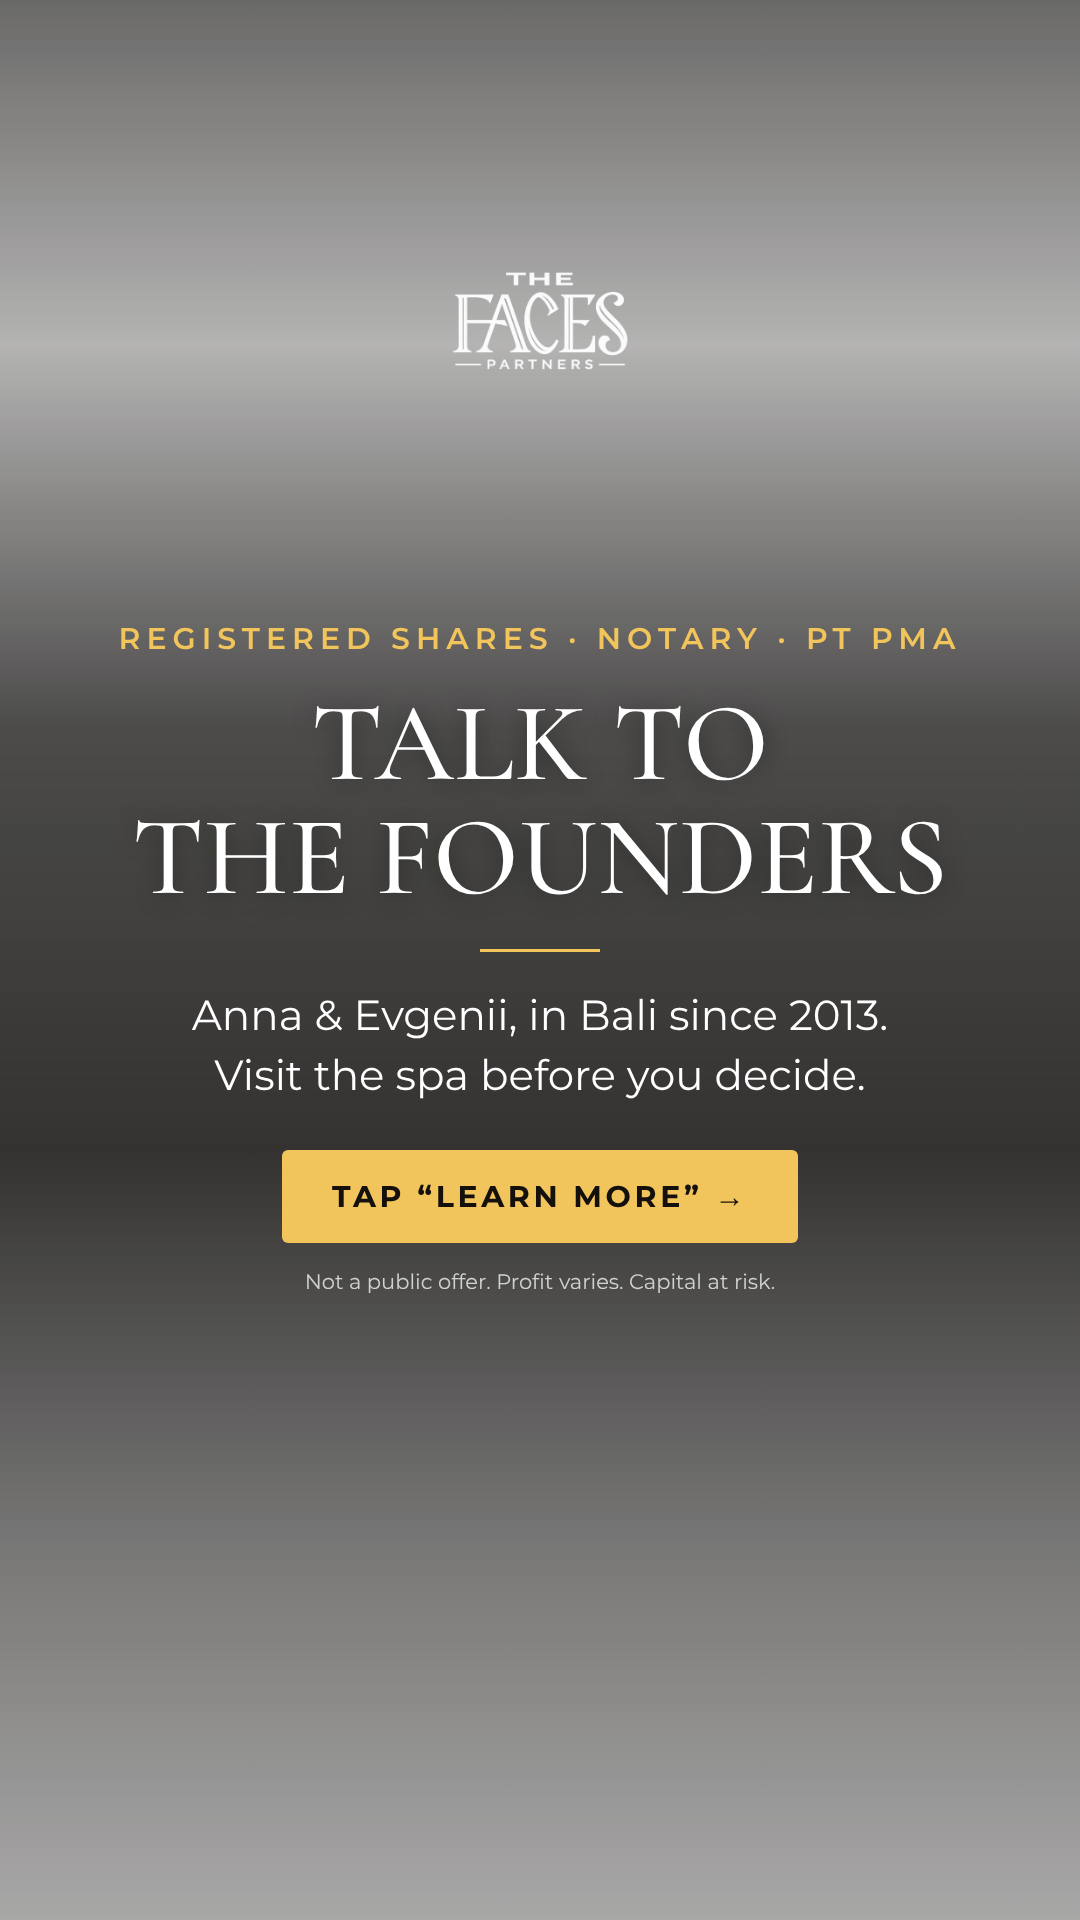 THE
FACES
PARTNERS
REGISTERED SHARES · NOTARY · PT PMA
TALK TO
THE FOUNDERS
Anna & Evgenii, in Bali since 2013.
Visit the spa before you decide.
TAP “LEARN MORE” →
Not a public offer. Profit varies. Capital at risk.